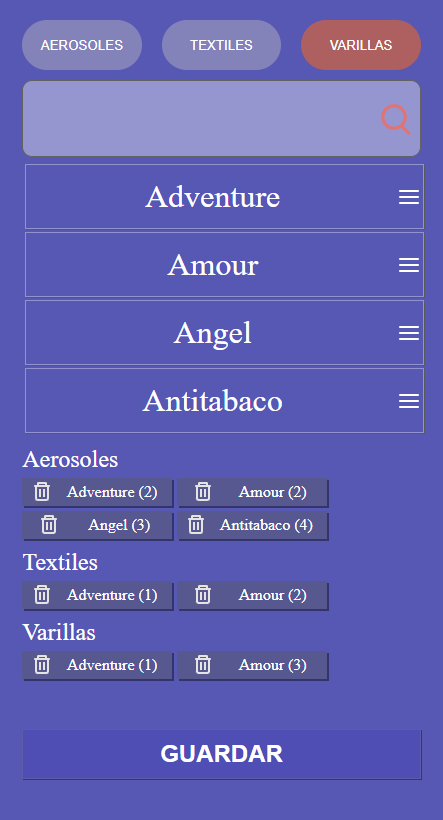 AEROSOLES TEXTILES VARILLAS
Adventure
Amour
Angel
Antitabaco
Aerosoles
Adventure (2) Amour (2)
Angel (3) Antitabaco (4)
Textiles
Adventure (1) Amour (2)
Varillas
Adventure (1) Amour (3)
GUARDAR